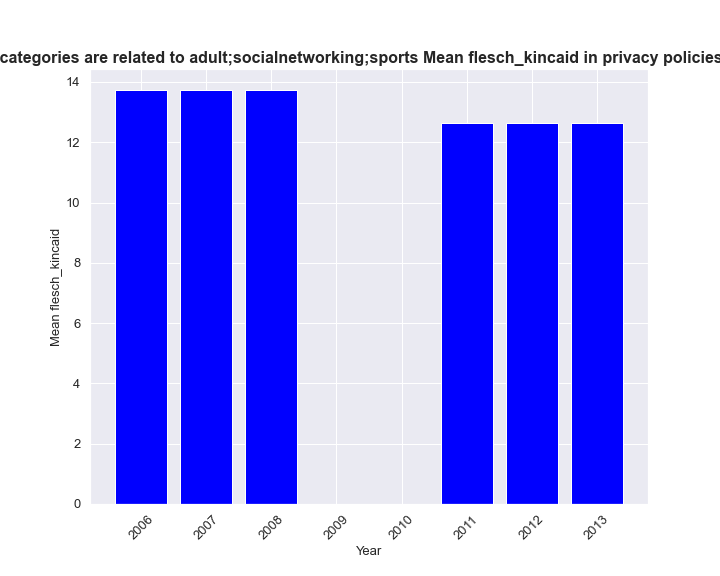 categories are related to adult;socialnetworking;sports Mean flesch_kincaid in privacy policies
14
12
10
8
6
4
2
0
Mean flesch_kincaid
2006 2007 2008 2009 2010 2011 2012 2013
Year